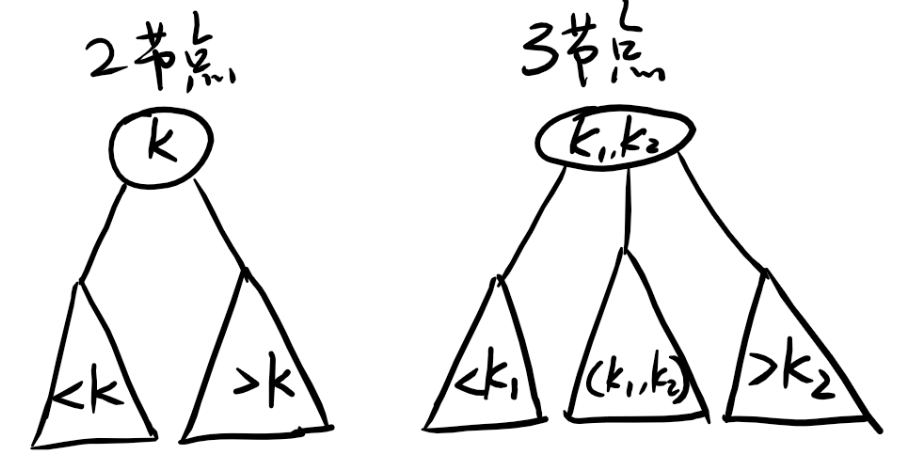 2节点
3节点
k
k₁,k₂
<k
>k
<k₁
(k₁,k₂)
>k₂